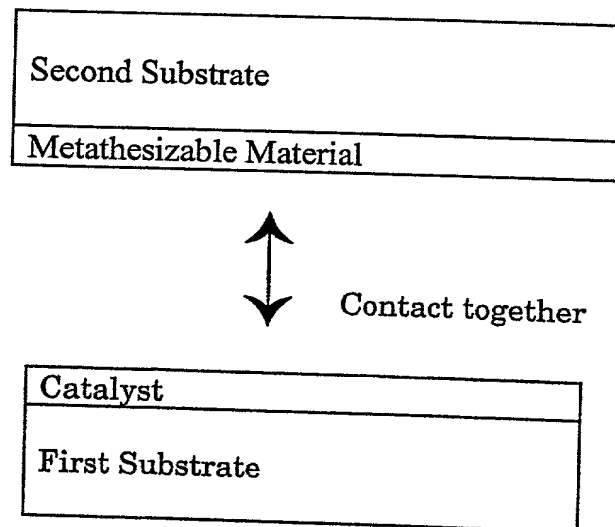 Second Substrate
Metathesizable Material
Contact together
Catalyst
First Substrate